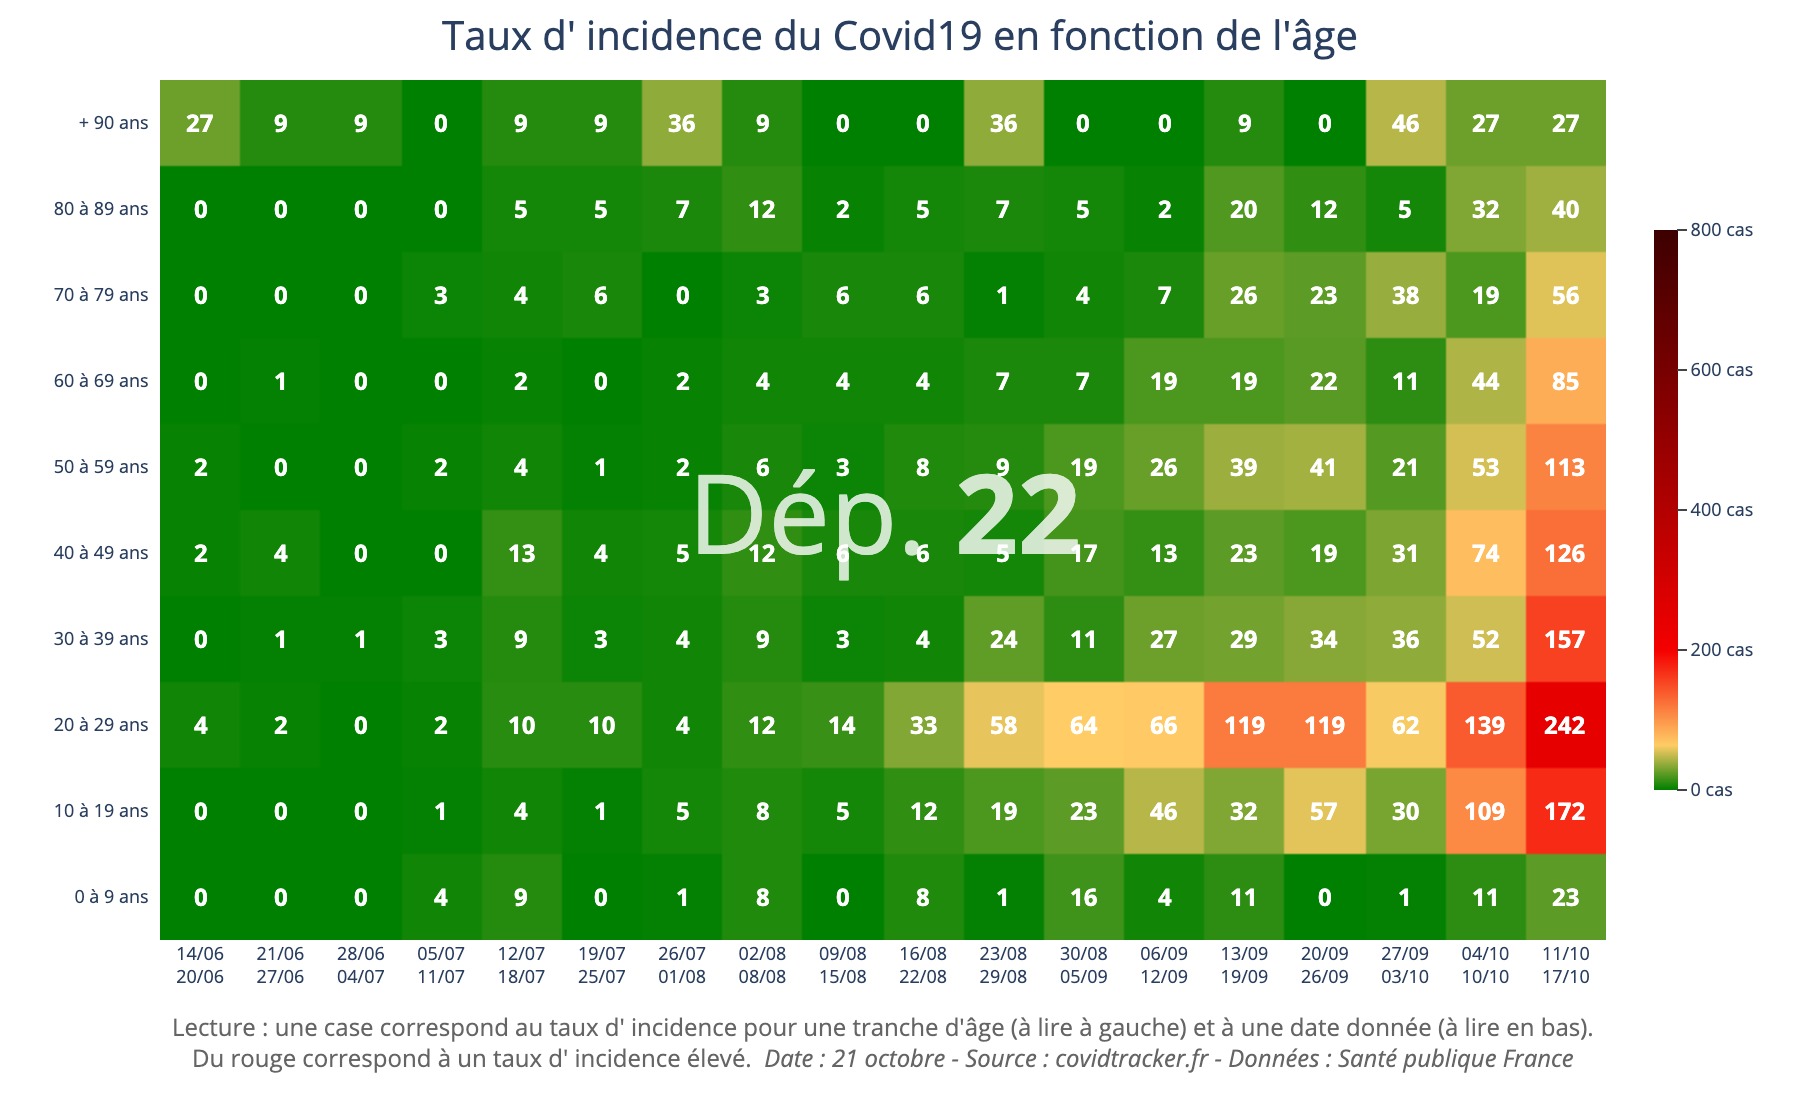 Taux d' incidence du Covid19 en fonction de l'âge
+ 90 ans 27 9 9 0 9 9 36 9 0 0 36 0 0 9 0 46 27 27
80 à 89 ans 0 0 0 0 5 5 7 12 2 5 7 5 2 20 12 5 32 40
70 à 79 ans 0 0 0 3 4 6 0 3 6 6 1 4 7 26 23 38 19 56
60 à 69 ans 0 1 0 0 2 0 2 4 4 4 7 7 19 19 22 11 44 85
50 à 59 ans 2 0 0 2 4 1 2 6 3 8 9 19 26 39 41 21 53 113
Dép. 22
40 à 49 ans 2 4 0 0 13 4 5 12 6 6 5 17 13 23 19 31 74 126
30 à 39 ans 0 1 1 3 9 3 4 9 3 4 24 11 27 29 34 36 52 157
20 à 29 ans 4 2 0 2 10 10 4 12 14 33 58 64 66 119 119 62 139 242
10 à 19 ans 0 0 0 1 4 1 5 8 5 12 19 23 46 32 57 30 109 172
0 à 9 ans 0 0 0 4 9 0 1 8 0 8 1 16 4 11 0 1 11 23
14/06 21/06 28/06 05/07 12/07 19/07 26/07 02/08 09/08 16/08 23/08 30/08 06/09 13/09 20/09 27/09 04/10 11/10
20/06 27/06 04/07 11/07 18/07 25/07 01/08 08/08 15/08 22/08 29/08 05/09 12/09 19/09 26/09 03/10 10/10 17/10
800 cas
600 cas
400 cas
200 cas
0 cas
Lecture : une case correspond au taux d' incidence pour une tranche d'âge (à lire à gauche) et à une date donnée (à lire en bas).
Du rouge correspond à un taux d' incidence élevé. Date : 21 octobre - Source : covidtracker.fr - Données : Santé publique France